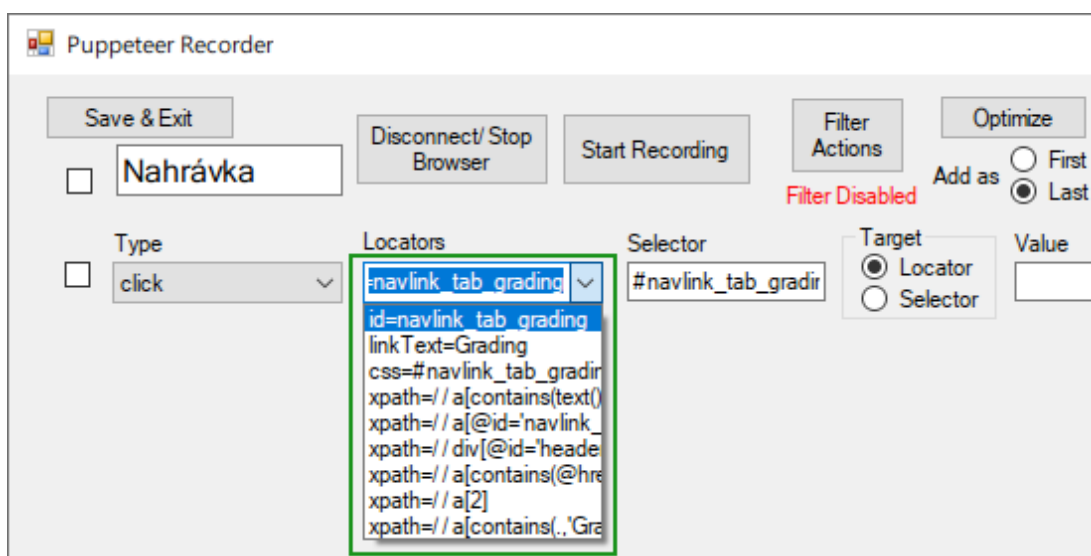 Puppeteer Recorder
Save & Exit
Disconnect/ Stop
Browser
Start Recording
Filter
Actions
Optimize
Nahrávka
Filter Disabled
Add as
First
Last
Type
Locators
Selector
Target
Value
click
=navlink_tab_grading
#navlink_tab_gradin
Locator
Selector
id=navlink_tab_grading
linkText=Grading
css=#navlink_tab_gradin
xpath=//a[contains(text()
xpath=//a[@id='navlink_
xpath=//div[@id='header
xpath=//a[contains(@hre
xpath=//a[2]
xpath=//a[contains(.,'Gra